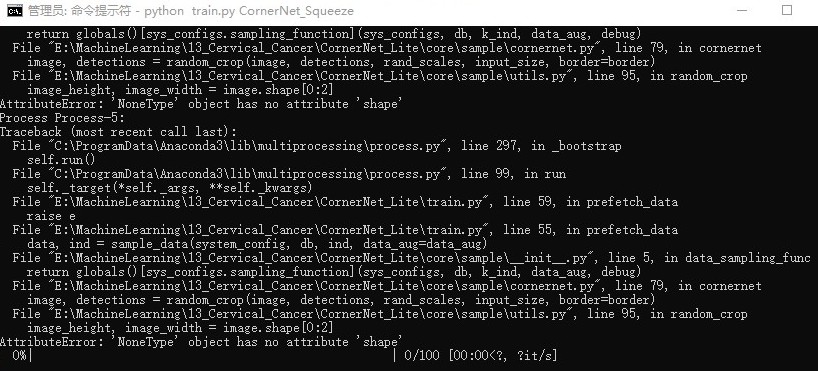 管理员: 命令提示符 - python  train.py CornerNet_Squeeze
    return globals()[sys_configs.sampling_function](sys_configs, db, k_ind, data_aug, debug)
  File "E:\MachineLearning\13_Cervical_Cancer\CornerNet_Lite\core\sample\cornernet.py", line 79, in cornernet
    image, detections = random_crop(image, detections, rand_scales, input_size, border=border)
  File "E:\MachineLearning\13_Cervical_Cancer\CornerNet_Lite\core\sample\utils.py", line 95, in random_crop
    image_height, image_width = image.shape[0:2]
AttributeError: 'NoneType' object has no attribute 'shape'
Process Process-5:
Traceback (most recent call last):
  File "C:\ProgramData\Anaconda3\lib\multiprocessing\process.py", line 297, in _bootstrap
    self.run()
  File "C:\ProgramData\Anaconda3\lib\multiprocessing\process.py", line 99, in run
    self._target(*self._args, **self._kwargs)
  File "E:\MachineLearning\13_Cervical_Cancer\CornerNet_Lite\train.py", line 59, in prefetch_data
    raise e
  File "E:\MachineLearning\13_Cervical_Cancer\CornerNet_Lite\train.py", line 55, in prefetch_data
    data, ind = sample_data(system_config, db, ind, data_aug=data_aug)
  File "E:\MachineLearning\13_Cervical_Cancer\CornerNet_Lite\core\sample\__init__.py", line 5, in data_sampling_func
    return globals()[sys_configs.sampling_function](sys_configs, db, k_ind, data_aug, debug)
  File "E:\MachineLearning\13_Cervical_Cancer\CornerNet_Lite\core\sample\cornernet.py", line 79, in cornernet
    image, detections = random_crop(image, detections, rand_scales, input_size, border=border)
  File "E:\MachineLearning\13_Cervical_Cancer\CornerNet_Lite\core\sample\utils.py", line 95, in random_crop
    image_height, image_width = image.shape[0:2]
AttributeError: 'NoneType' object has no attribute 'shape'
  0%| | 0/100 [00:00<?, ?it/s]